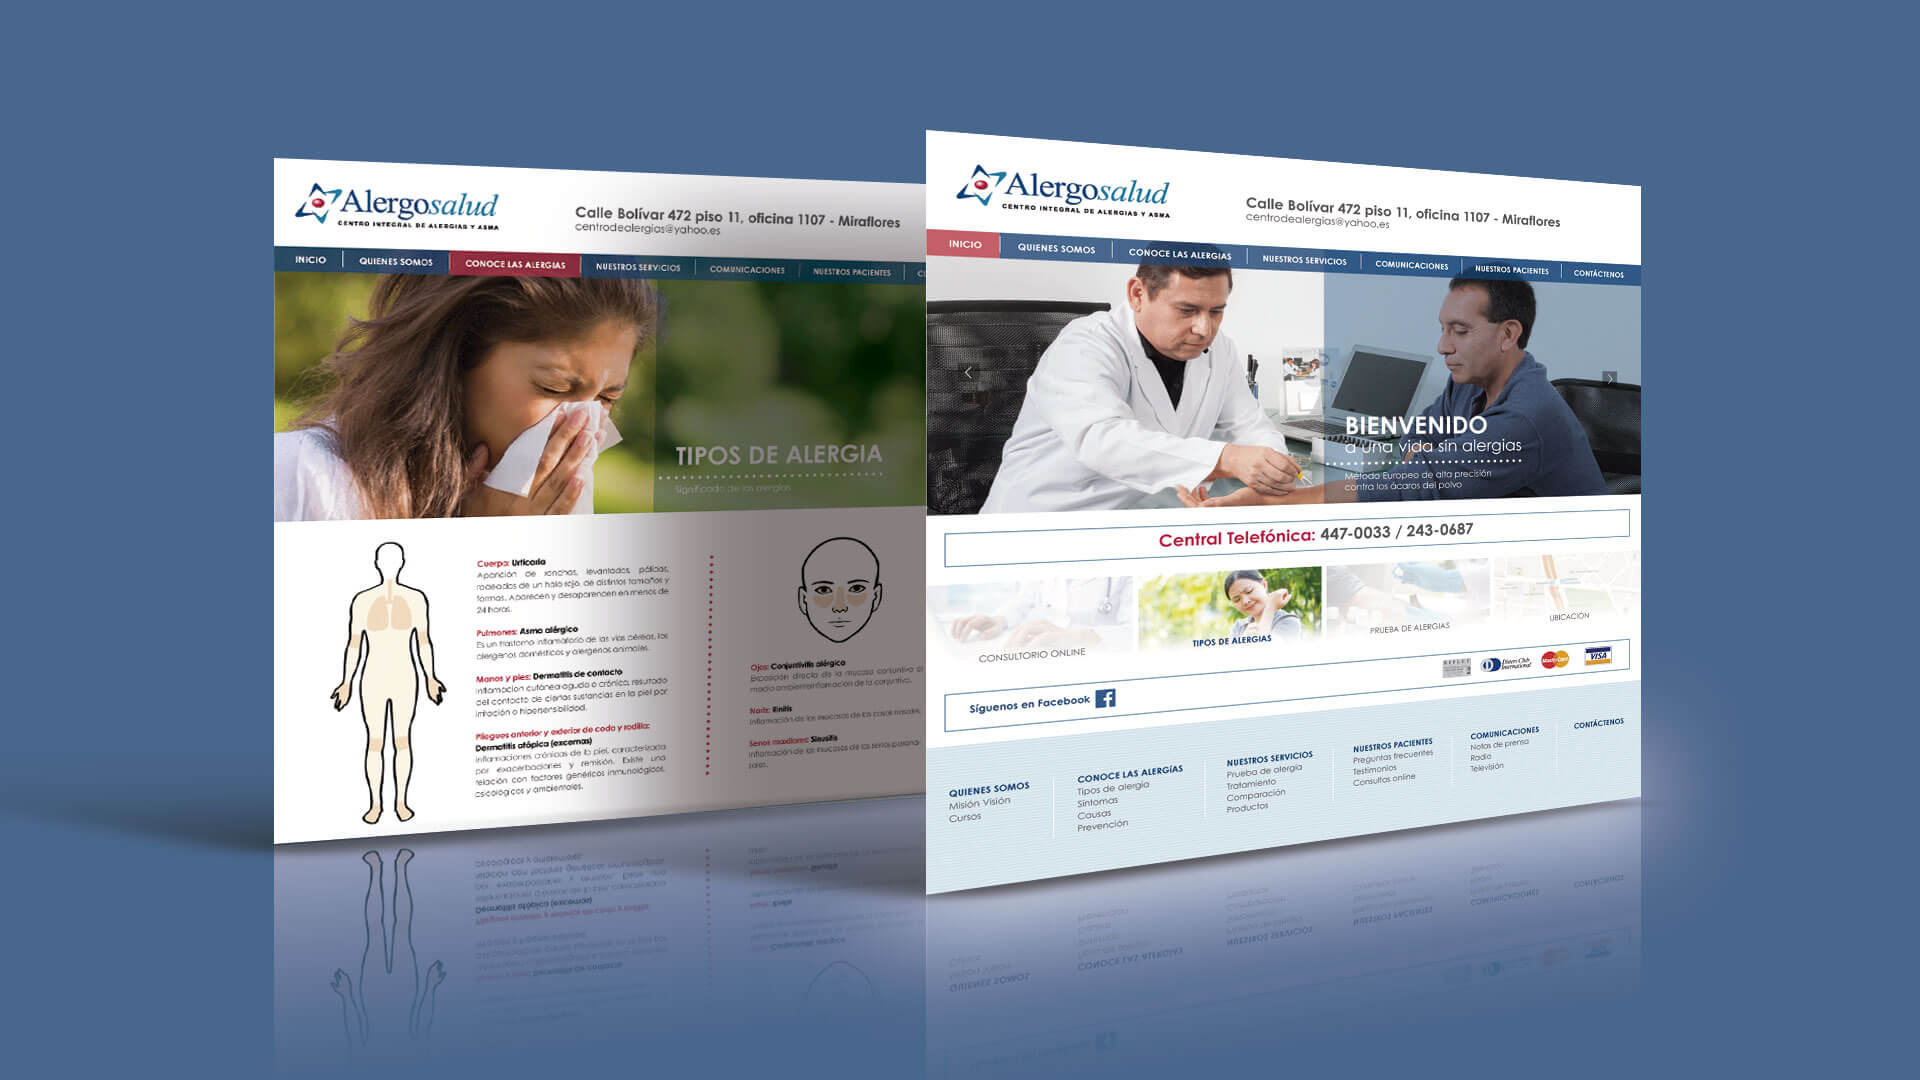 Alergosalud
CENTRO INTEGRAL DE ALERGIAS Y ASMA
Calle Bolívar 472 piso 11, oficina 1107 - Miraflores
centrodealergias@yahoo.es
INICIO
QUIENES SOMOS
CONOCE LAS ALERGIAS
NUESTROS SERVICIOS
COMUNICACIONES
NUESTROS PACIENTES
TIPOS DE ALERGIA
Significado de las alergias
Cuerpo: Urticaria
Aparición de ronchas, levantadas, pálidas,
rodeadas de un halo rojo, de distintos tamaños y
formas. Aparecen y desaparencen en menos de
24 horas.
Pulmones: Asma alérgico
Es un trastorno inflamatorio de las vías aéreas, los
alergenos domésticos y alergenos animales.
Manos y pies: Dermatitis de contacto
Inflamacion cutánea aguda o crónica, resultado
del contacto de ciertas sustancias en la piel por
irritación o hipersensibilidad.
Pliegues anterior y exterior de codo y rodilla:
Dermatitis atópica (excemas)
Inflamaciones crónicas de la piel, caracterizada
por exacerbaciones y remisión. Existe una
relación con factores genéricos inmunológicos,
psicológicos y ambientales.
Ojos: Conjuntivitis alérgica
Exposición directa de la mucosa conjuntiva al
medio ambiente inflamacion de la conjuntiva.
Nariz: Rinitis
Inflamación de las mucosas de las fosas nasales.
Senos maxilares: Sinusitis
Inflamación de las mucosas de los senos parana-
sales.
Alergosalud
CENTRO INTEGRAL DE ALERGIAS Y ASMA
Calle Bolívar 472 piso 11, oficina 1107 - Miraflores
centrodealergias@yahoo.es
INICIO
QUIENES SOMOS
CONOCE LAS ALERGIAS
NUESTROS SERVICIOS
COMUNICACIONES
NUESTROS PACIENTES
CONTÁCTENOS
BIENVENIDO
a una vida sin alergias
Método Europeo de alta precisión
contra los ácaros del polvo
Central Telefónica: 447-0033 / 243-0687
CONSULTORIO ONLINE
TIPOS DE ALERGIAS
PRUEBA DE ALERGIAS
UBICACIÓN
Síguenos en Facebook
Diners Club
International
MasterCard
VISA
QUIENES SOMOS
Misión Visión
Cursos
CONOCE LAS ALERGÍAS
Tipos de alergia
Síntomas
Causas
Prevención
NUESTROS SERVICIOS
Prueba de alergia
Tratamiento
Comparación
Productos
NUESTROS PACIENTES
Preguntas frecuentes
Testimonios
Consultas online
COMUNICACIONES
Notas de prensa
Radio
Televisión
CONTÁCTENOS